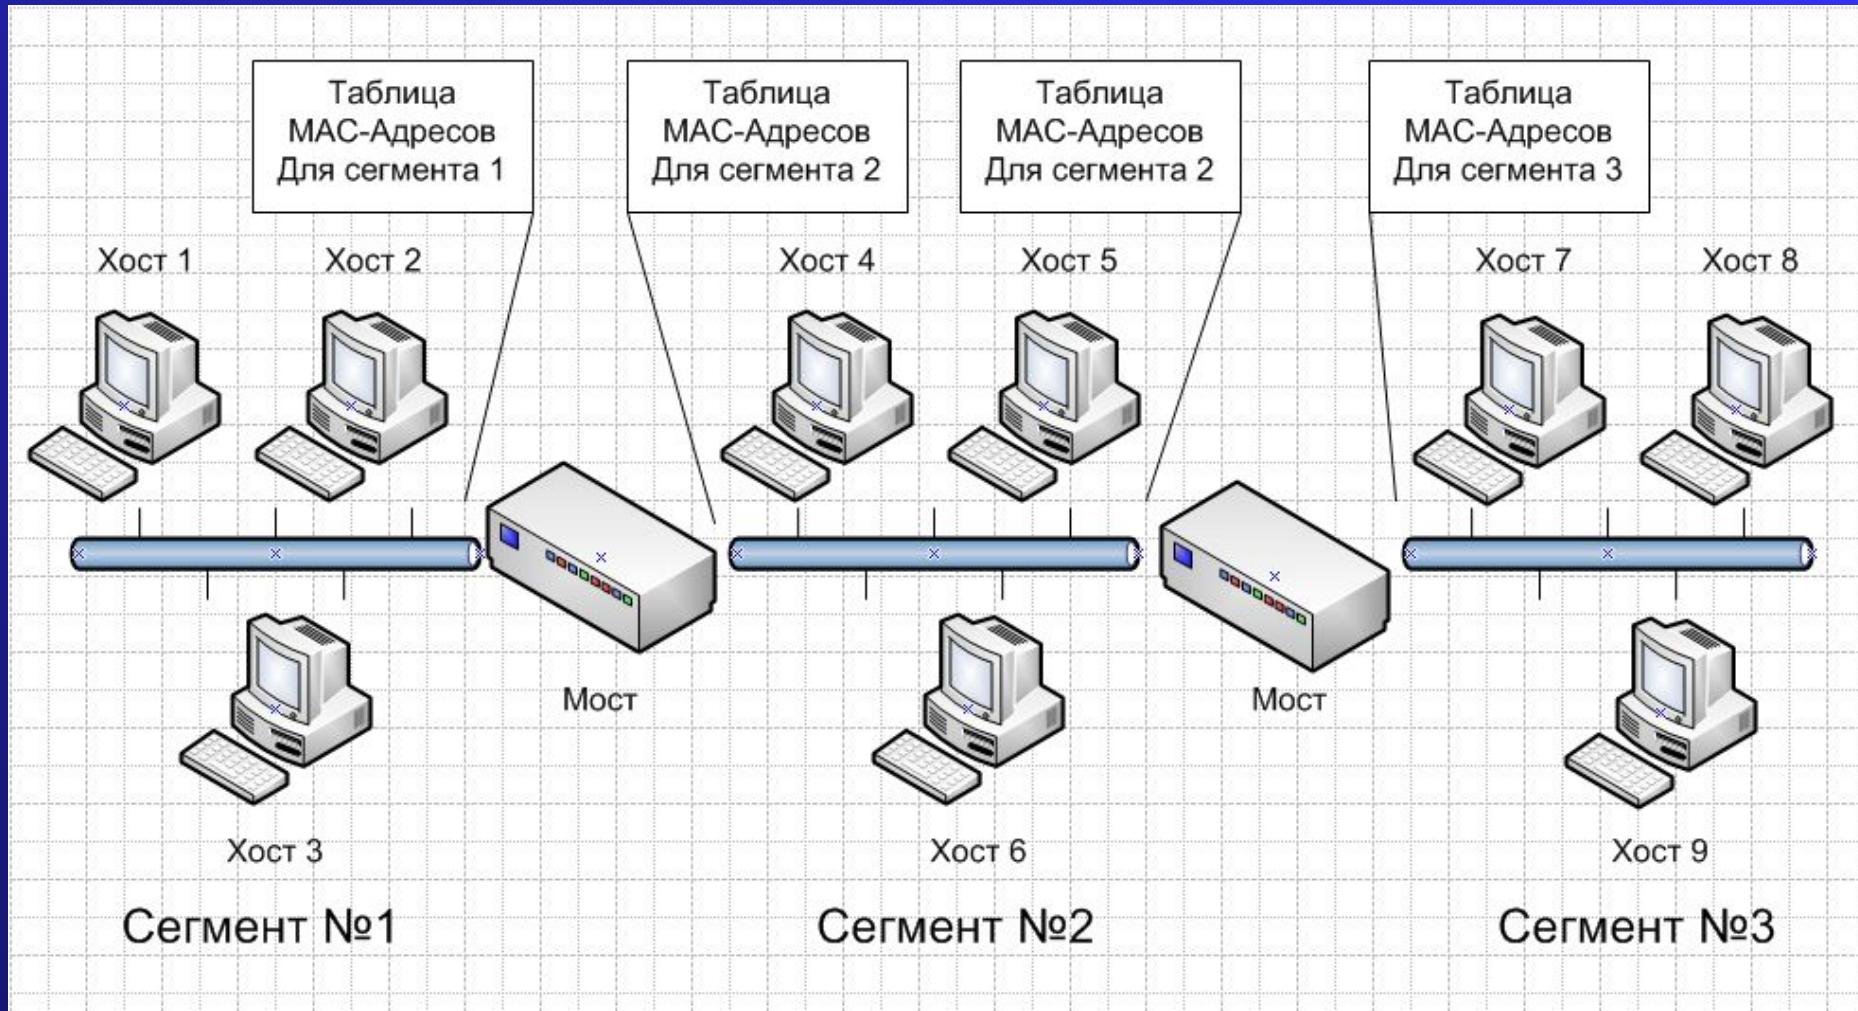 Таблица
МАС-Адресов
Для сегмента 1
Таблица
МАС-Адресов
Для сегмента 2
Таблица
МАС-Адресов
Для сегмента 2
Таблица
МАС-Адресов
Для сегмента 3
Хост 1
Хост 2
Хост 4
Хост 5
Хост 7
Хост 8
Мост
Мост
Хост 3
Хост 6
Хост 9
Сегмент №1
Сегмент №2
Сегмент №3